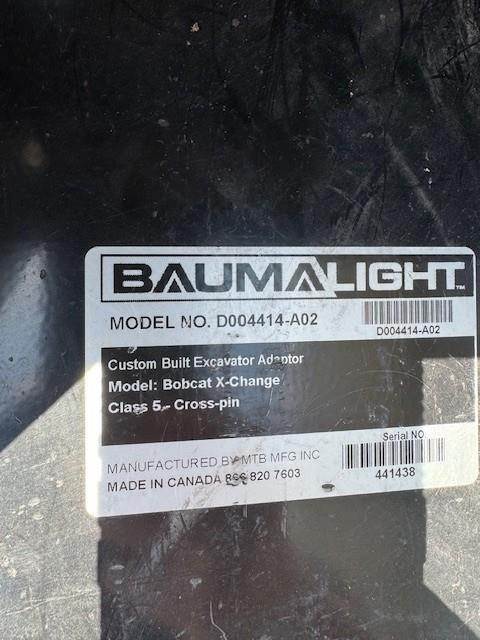 BAUMALIGHT™
MODEL NO. D004414-A02
D004414-A02
Custom Built Excavator Adaptor
Model: Bobcat X-Change
Class 5 - Cross-pin
Serial NO
MANUFACTURED BY MTB MFG INC
MADE IN CANADA 866 820 7603
441438